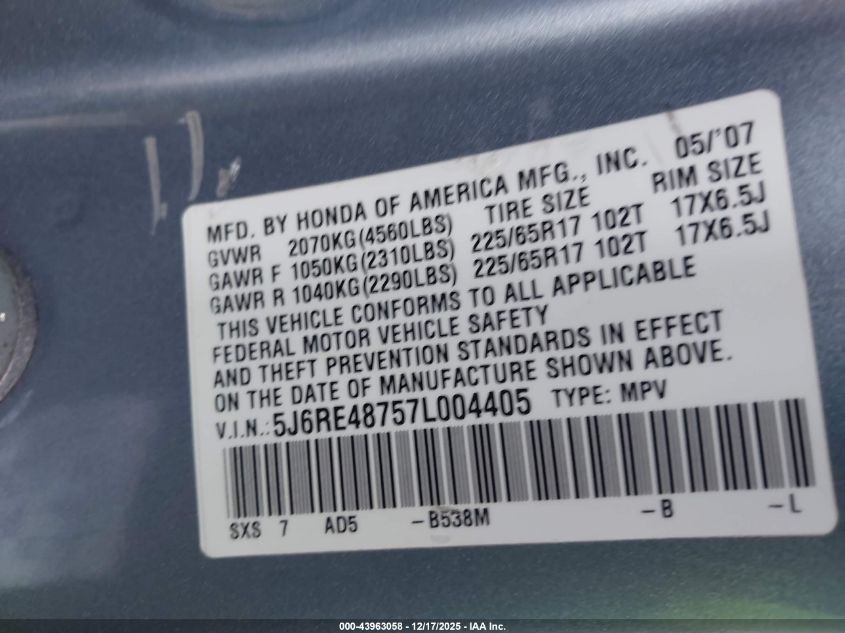 MFD. BY HONDA OF AMERICA MFG., INC. 05/'07
GVWR 2070KG(4560LBS) TIRE SIZE RIM SIZE
GAWR F 1050KG(2310LBS) 225/65R17 102T 17X6.5J
GAWR R 1040KG(2290LBS) 225/65R17 102T 17X6.5J
THIS VEHICLE CONFORMS TO ALL APPLICABLE
FEDERAL MOTOR VEHICLE SAFETY
AND THEFT PREVENTION STANDARDS IN EFFECT
ON THE DATE OF MANUFACTURE SHOWN ABOVE.
V.I.N.:5J6RE48757L004405 TYPE: MPV
SXS 7 AD5 -B538M -B -L
000-43963058 - 12/17/2025 - IAA Inc.